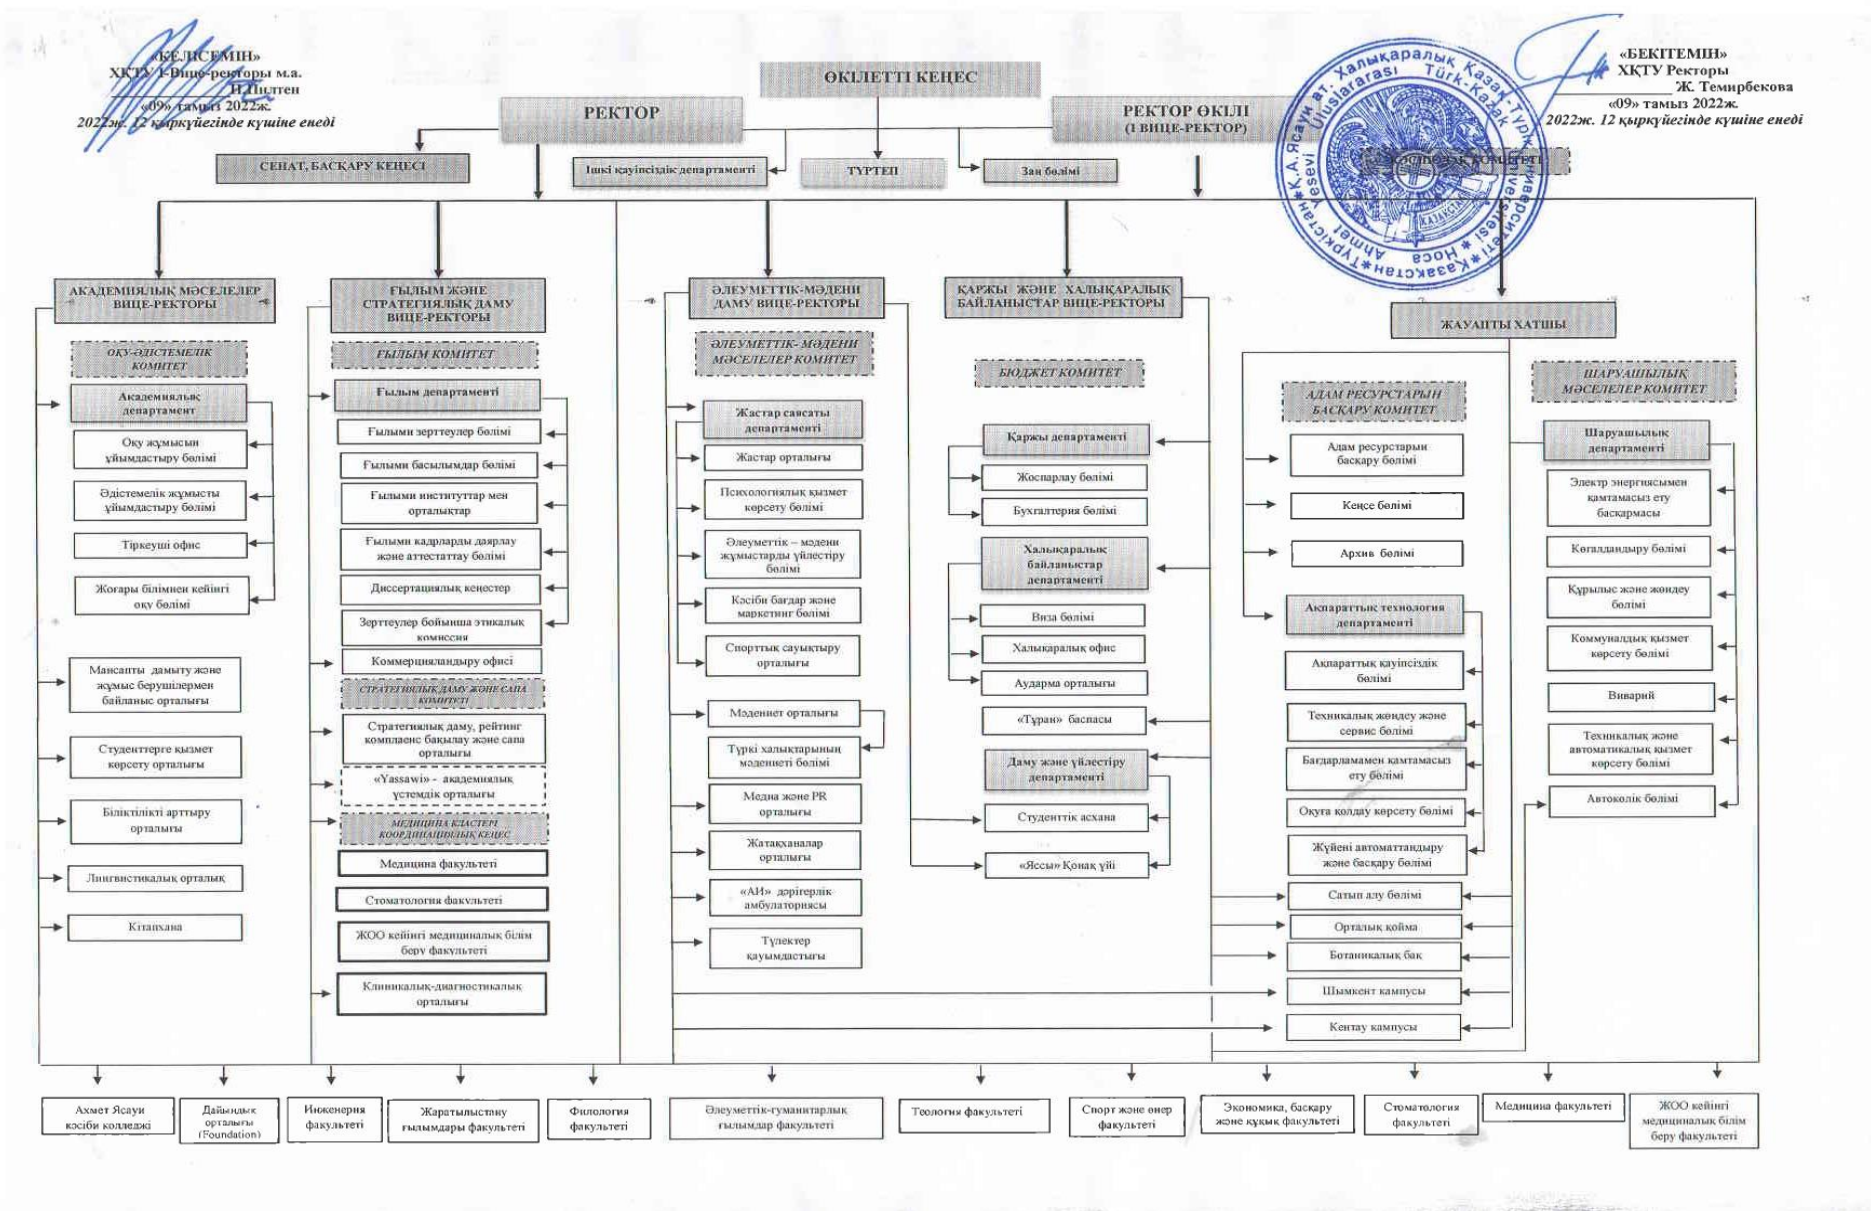 «КЕЛІСЕМІН»
ХҚТУ І-Вице-ректоры м.а.
Н.Пилтен
«09» тамыз 2022ж.
2022ж. 12 қыркүйегінде күшіне енеді
«БЕКІТЕМІН»
ХҚТУ Ректоры
Ж. Темирбекова
«09» тамыз 2022ж.
2022ж. 12 қыркүйегінде күшіне енеді
ӨКІЛЕТТІ КЕҢЕС
РЕКТОР
РЕКТОР ӨКІЛІ
(І ВИЦЕ-РЕКТОР)
СЕНАТ, БАСҚАРУ КЕҢЕСІ
Ішкі қауіпсіздік департаменті
ТҮРТЕП
Заң бөлімі
КОМИТЕТІ
АКАДЕМИЯЛЫҚ МӘСЕЛЕЛЕР
ВИЦЕ-РЕКТОРЫ
ОҚУ-ӘДІСТЕМЕЛІК
КОМИТЕТ
Академиялық
департамент
Оқу жұмысын
ұйымдастыру бөлімі
Әдістемелік жұмысты
ұйымдастыру бөлімі
Тіркеуші офис
Жоғары білімнен кейінгі
оқу бөлімі
Мансапты дамыту және
жұмыс берушілермен
байланыс орталығы
Студенттерге қызмет
көрсету орталығы
Біліктілікті арттыру
орталығы
Лингвистикалық орталық
Кітапхана
ҒЫЛЫМ ЖӘНЕ
СТРАТЕГИЯЛЫҚ ДАМУ
ВИЦЕ-РЕКТОРЫ
ҒЫЛЫМ КОМИТЕТ
Ғылым департаменті
Ғылыми зерттеулер бөлімі
Ғылыми басылымдар бөлімі
Ғылыми институттар мен
орталықтар
Ғылыми кадрларды даярлау
және аттестаттау бөлімі
Диссертациялық кеңестер
Зерттеулер бойынша этикалық
комиссия
Коммерцияландыру офисі
СТРАТЕГИЯЛЫҚ ДАМУ ЖӘНЕ САПА
КОМИТЕТІ
Стратегиялық даму, рейтинг
комплаенс бақылау және сапа
орталығы
«Yassawi» - академиялық
үстемдік орталығы
МЕДИЦИНА КЛАСТЕРІ
КООРДИНАЦИЯЛЫҚ КЕҢЕС
Медицина факультеті
Стоматология факультеті
ЖОО кейінгі медициналық білім
беру факультеті
Клиникалық-диагностикалық
орталығы
ӘЛЕУМЕТТІК-МӘДЕНИ
ДАМУ ВИЦЕ-РЕКТОРЫ
ӘЛЕУМЕТТІК- МӘДЕНИ
МӘСЕЛЕЛЕР КОМИТЕТ
Жастар саясаты
департаменті
Жастар орталығы
Психологиялық қызмет
көрсету бөлімі
Әлеуметтік – мәдени
жұмыстарды үйлестіру
бөлімі
Кәсіби бағдар және
маркетинг бөлімі
Спорттық сауықтыру
орталығы
Мәдениет орталығы
Түркі халықтарының
мәдениеті бөлімі
Медиа және PR
орталығы
Жатақханалар
орталығы
«АИ» дәрігерлік
амбулаториясы
Түлектер
қауымдастығы
ҚАРЖЫ ЖӘНЕ ХАЛЫҚАРАЛЫҚ
БАЙЛАНЫСТАР ВИЦЕ-РЕКТОРЫ
БЮДЖЕТ КОМИТЕТ
Қаржы департаменті
Жоспарлау бөлімі
Бухгалтерия бөлімі
Халықаралық
байланыстар
департаменті
Виза бөлімі
Халықаралық офис
Аударма орталығы
«Тұран» баспасы
Даму және үйлестіру
департаменті
Студенттік асхана
«Яссы» Қонақ үйі
ЖАУАПТЫ ХАТШЫ
АДАМ РЕСУРСТАРЫН
БАСҚАРУ КОМИТЕТ
Адам ресурстарын
басқару бөлімі
Кеңсе бөлімі
Архив бөлімі
Ақпараттық технология
департаменті
Ақпараттық қауіпсіздік
бөлімі
Техникалық жөндеу және
сервис бөлімі
Бағдарламамен қамтамасыз
ету бөлімі
Оқуға қолдау көрсету бөлімі
Жүйені автоматтандыру
және басқару бөлімі
Сатып алу бөлімі
Орталық қойма
Ботаникалық бақ
Шымкент кампусы
Кентау кампусы
ШАРУАШЫЛЫҚ
МӘСЕЛЕЛЕР КОМИТЕТ
Шаруашылық
департаменті
Электр энергиясымен
қамтамасыз ету
басқармасы
Көгалдандыру бөлімі
Құрылыс және жөндеу
бөлімі
Коммуналдық қызмет
көрсету бөлімі
Виварий
Техникалық және
автоматикалық қызмет
көрсету бөлімі
Автокөлік бөлімі
Ахмет Ясауи
кәсіби колледжі
Дайындық
орталығы
(Foundation)
Инженерия
факультеті
Жаратылыстану
ғылымдары факультеті
Филология
факультеті
Әлеуметтік-гуманитарлық
ғылымдар факультеті
Теология факультеті
Спорт және өнер
факультеті
Экономика, басқару
және құқық факультеті
Стоматология
факультеті
Медицина факультеті
ЖОО кейінгі
медициналық білім
беру факультеті